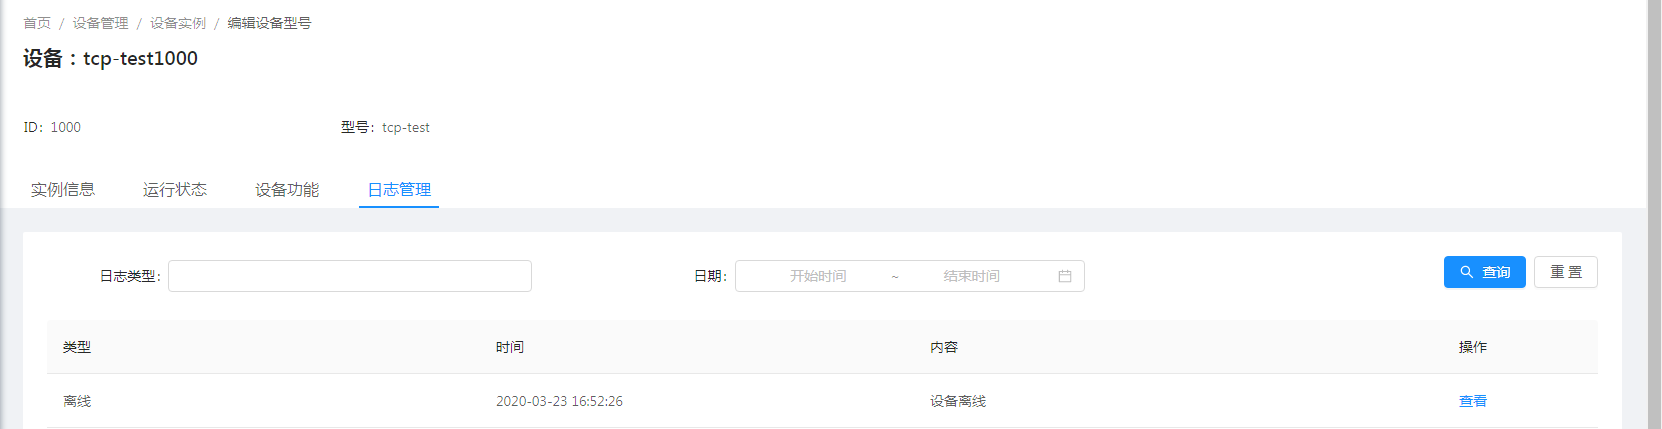 首页 / 设备管理 / 设备实例 / 编辑设备型号
设备：tcp-test1000
ID: 1000 型号: tcp-test
实例信息 运行状态 设备功能 日志管理
日志类型: 日期: 开始时间 ~ 结束时间 查询 重 置
类型 时间 内容 操作
离线 2020-03-23 16:52:26 设备离线 查看